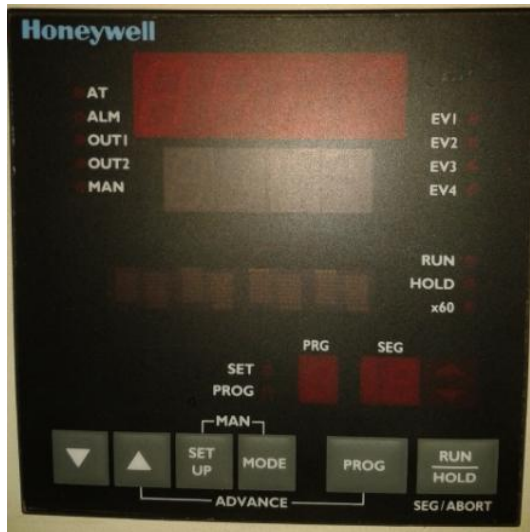 Honeywell
AT
ALM
OUT1
OUT2
MAN
EV1
EV2
EV3
EV4
RUN
HOLD
x60
PRG SEG
SET
PROG
MAN
SET UP
MODE
PROG
RUN
HOLD
ADVANCE
SEG/ABORT